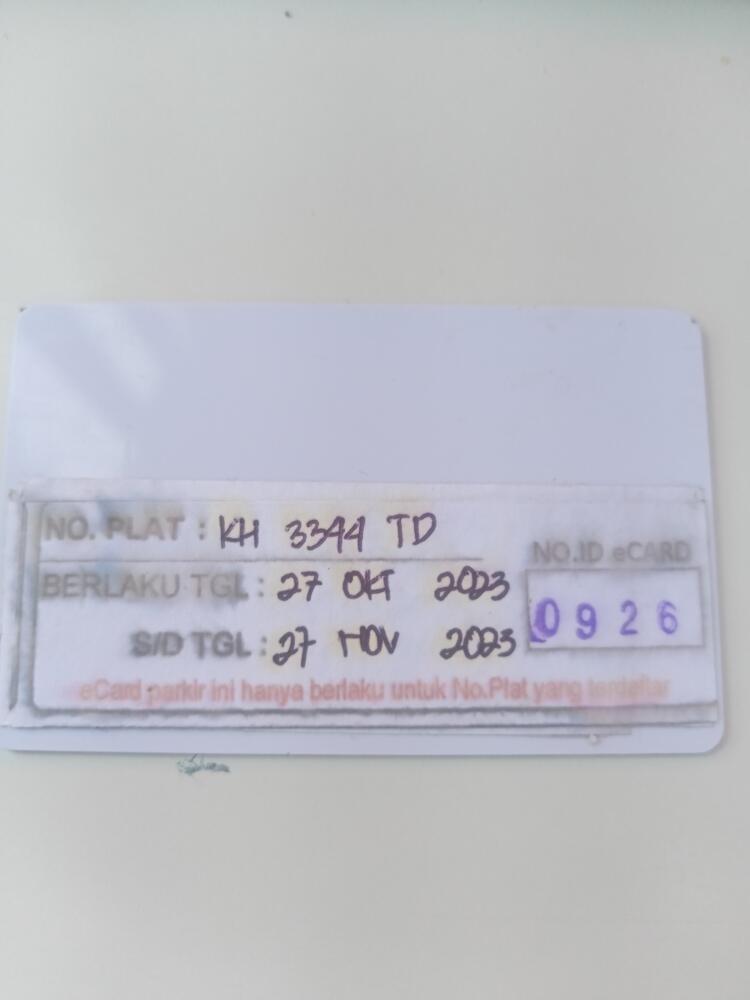 NO. PLAT : KH 3344 TD
NO.ID eCARD
BERLAKU TGL : 27 OKT 2023
0926
S/D TGL : 27 NOV 2023
eCard parkir ini hanya berlaku untuk No.Plat yang terdaftar